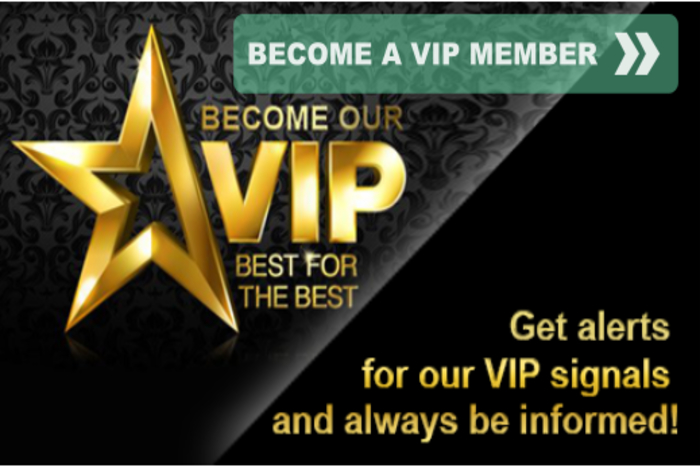 BECOME A VIP MEMBER
BECOME OUR
VIP
BEST FOR
THE BEST
Get alerts
for our VIP signals
and always be informed!